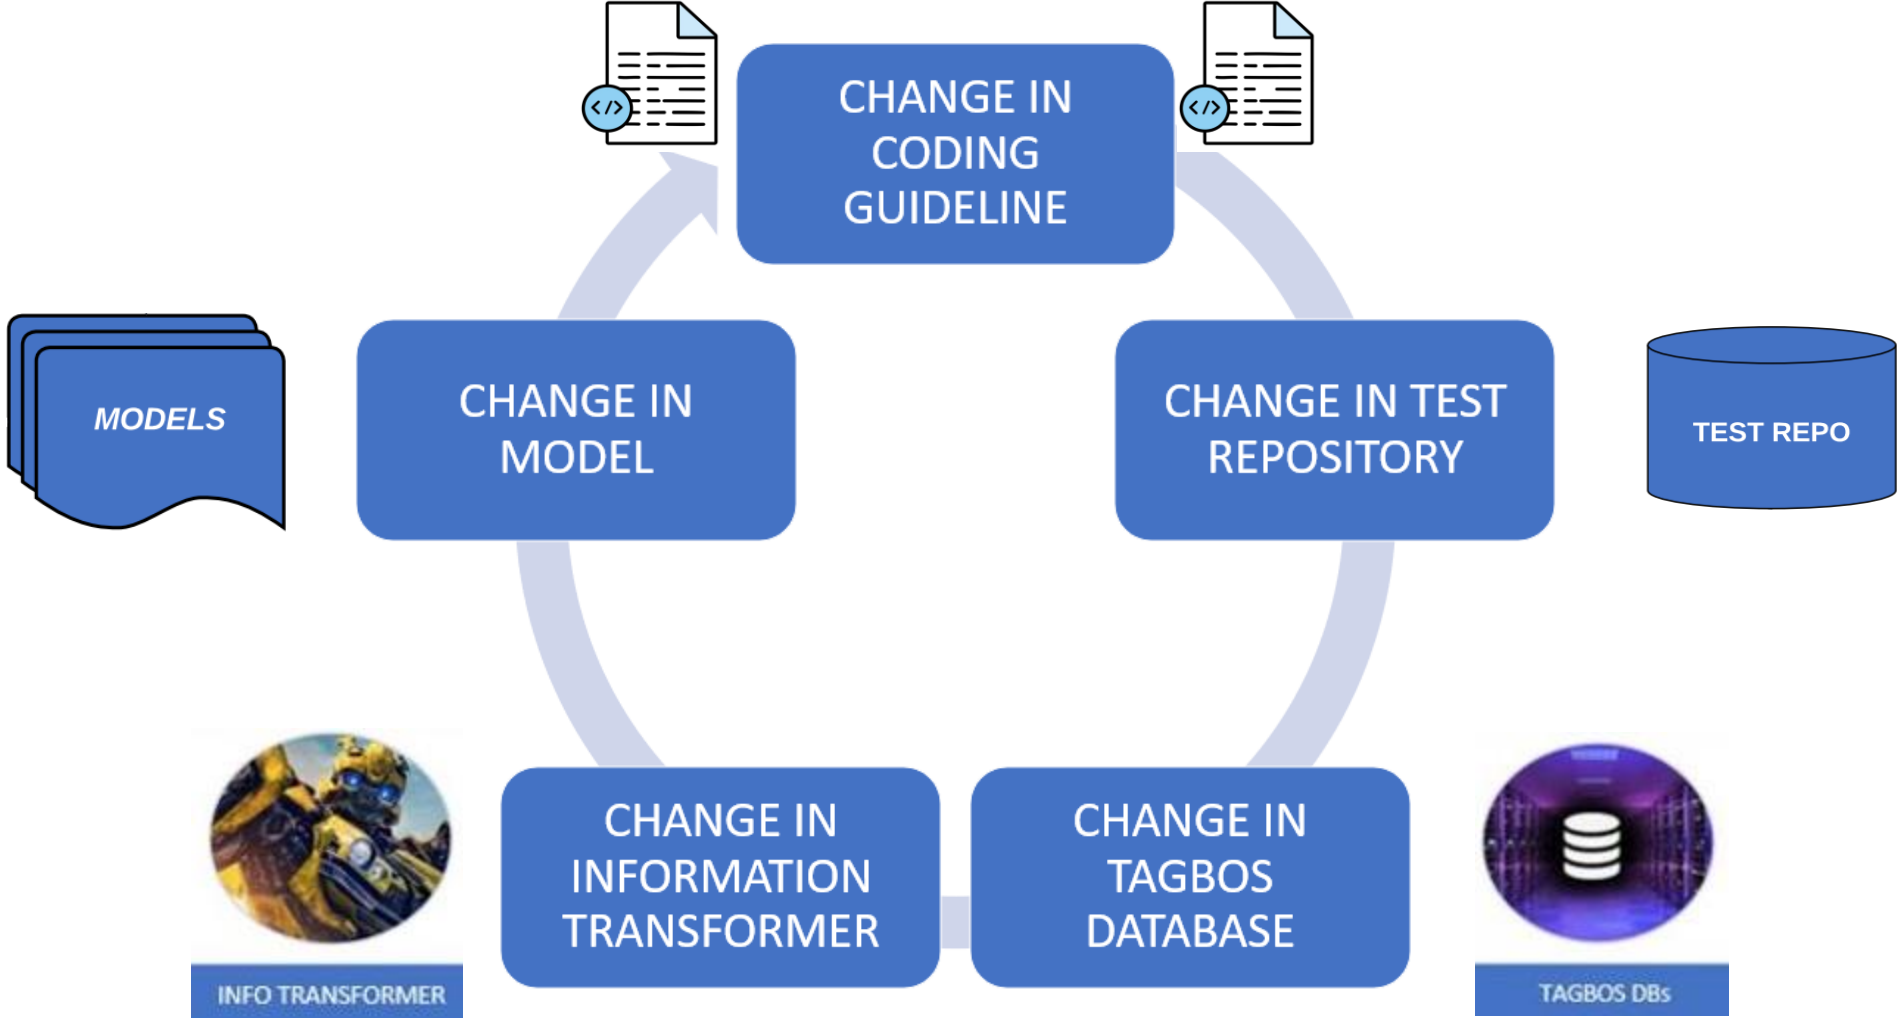 </>
</>
CHANGE IN
CODING
GUIDELINE
MODELS
CHANGE IN
MODEL
CHANGE IN TEST
REPOSITORY
TEST REPO
INFO TRANSFORMER
CHANGE IN
INFORMATION
TRANSFORMER
CHANGE IN
TAGBOS
DATABASE
TAGBOS DBs